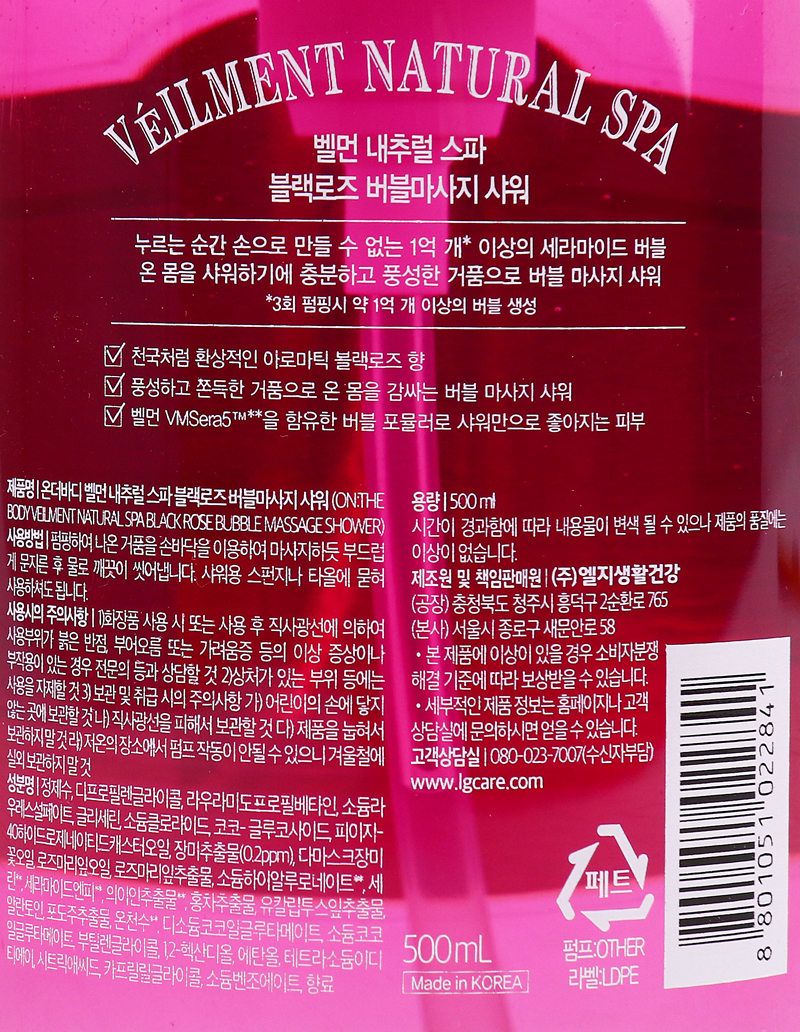 VÉILMENT NATURAL SPA
벨먼 내추럴 스파
블랙로즈 버블마사지 샤워
누르는 순간 손으로 만들 수 없는 1억 개* 이상의 세라마이드 버블
온 몸을 샤워하기에 충분하고 풍성한 거품으로 버블 마사지 샤워
*3회 펌핑시 약 1억 개 이상의 버블 생성
천국처럼 환상적인 아로마틱 블랙로즈 향
풍성하고 쫀득한 거품으로 온 몸을 감싸는 버블 마사지 샤워
벨먼 VMSera5™**을 함유한 버블 포뮬러로 샤워만으로 좋아지는 피부
제품명 | 온더바디 벨먼 내추럴 스파 블랙로즈 버블마사지 샤워 (ON:THE
BODY VEILMENT NATURAL SPA BLACK ROSE BUBBLE MASSAGE SHOWER)
사용방법 | 펌핑하여 나온 거품을 손바닥을 이용하여 마사지하듯 부드럽
게 문지른 후 물로 깨끗이 씻어냅니다. 샤워용 스펀지나 타올에 묻혀
사용하셔도 됩니다.
사용시의 주의사항 | 1)화장품 사용 시 또는 사용 후 직사광선에 의하여
사용부위가 붉은 반점, 부어오름 또는 가려움증 등의 이상 증상이나
부작용이 있는 경우 전문의 등과 상담할 것 2)상처가 있는 부위 등에는
사용을 자제할 것 3) 보관 및 취급 시의 주의사항 가) 어린이의 손에 닿지
않는 곳에 보관할 것 나) 직사광선을 피해서 보관할 것 다) 제품을 눕혀서
보관하지 말 것 라) 저온의 장소에서 펌프 작동이 안될 수 있으니 겨울철에
실외 보관하지 말 것
성분명 | 정제수, 디프로필렌글라이콜, 라우라미도프로필베타인, 소듐라
우레스설페이트, 글리세린, 소듐클로라이드, 코코-글루코사이드, 피이지-
40하이드로제네이티드캐스터오일, 장미추출물(0.2ppm), 다마스크장미
꽃오일, 로즈마리잎오일, 로즈마리잎추출물, 소듐하이알루로네이트**, 세
린**, 세라마이드엔피**, 의이인추출물** 홍차추출물, 유칼립투스잎추출물,
알란토인, 포도주추출물, 온천수** 디소듐코코일글루타메이트, 소듐코코
일글루타메이트, 부틸렌글라이콜, 1,2-헥산디올, 에탄올, 테트라소듐이디
티에이, 시트릭애씨드, 카프릴릴글라이콜, 소듐벤조에이트, 향료
용량 | 500 ml
시간이 경과함에 따라 내용물이 변색 될 수 있으나 제품의 품질에는
이상이 없습니다.
제조원 및 책임판매원 | (주)엘지생활건강
(공장) 충청북도 청주시 흥덕구 2순환로 765
(본사) 서울시 종로구 새문안로 58
• 본 제품에 이상이 있을 경우 소비자분쟁
해결 기준에 따라 보상받을 수 있습니다.
• 세부적인 제품 정보는 홈페이지나 고객
상담실에 문의하시면 얻을 수 있습니다.
고객상담실 | 080-023-7007(수신자부담)
www.lgcare.com
500mL
Made in KOREA
페트
펌프:OTHER
라벨:LDPE
8 801051 022841